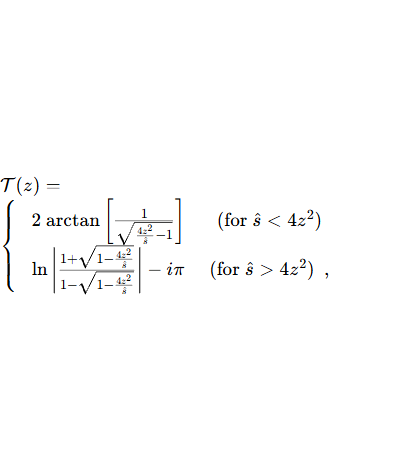 𝒯(z) =
{ 2 arctan [ 1 / √(4z²/ŝ − 1) ] (for ŝ < 4z²)
ln | (1+√(1−4z²/ŝ)) / (1−√(1−4z²/ŝ)) | − iπ (for ŝ > 4z²) ,